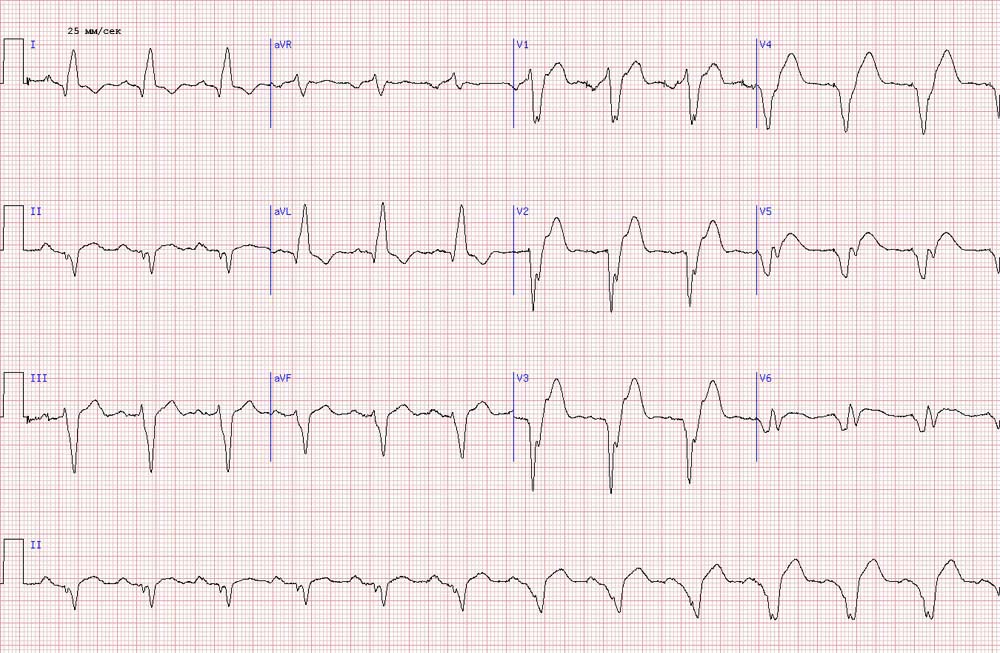 25 мм/сек
I aVR V1 V4
II aVL V2 V5
III aVF V3 V6
II